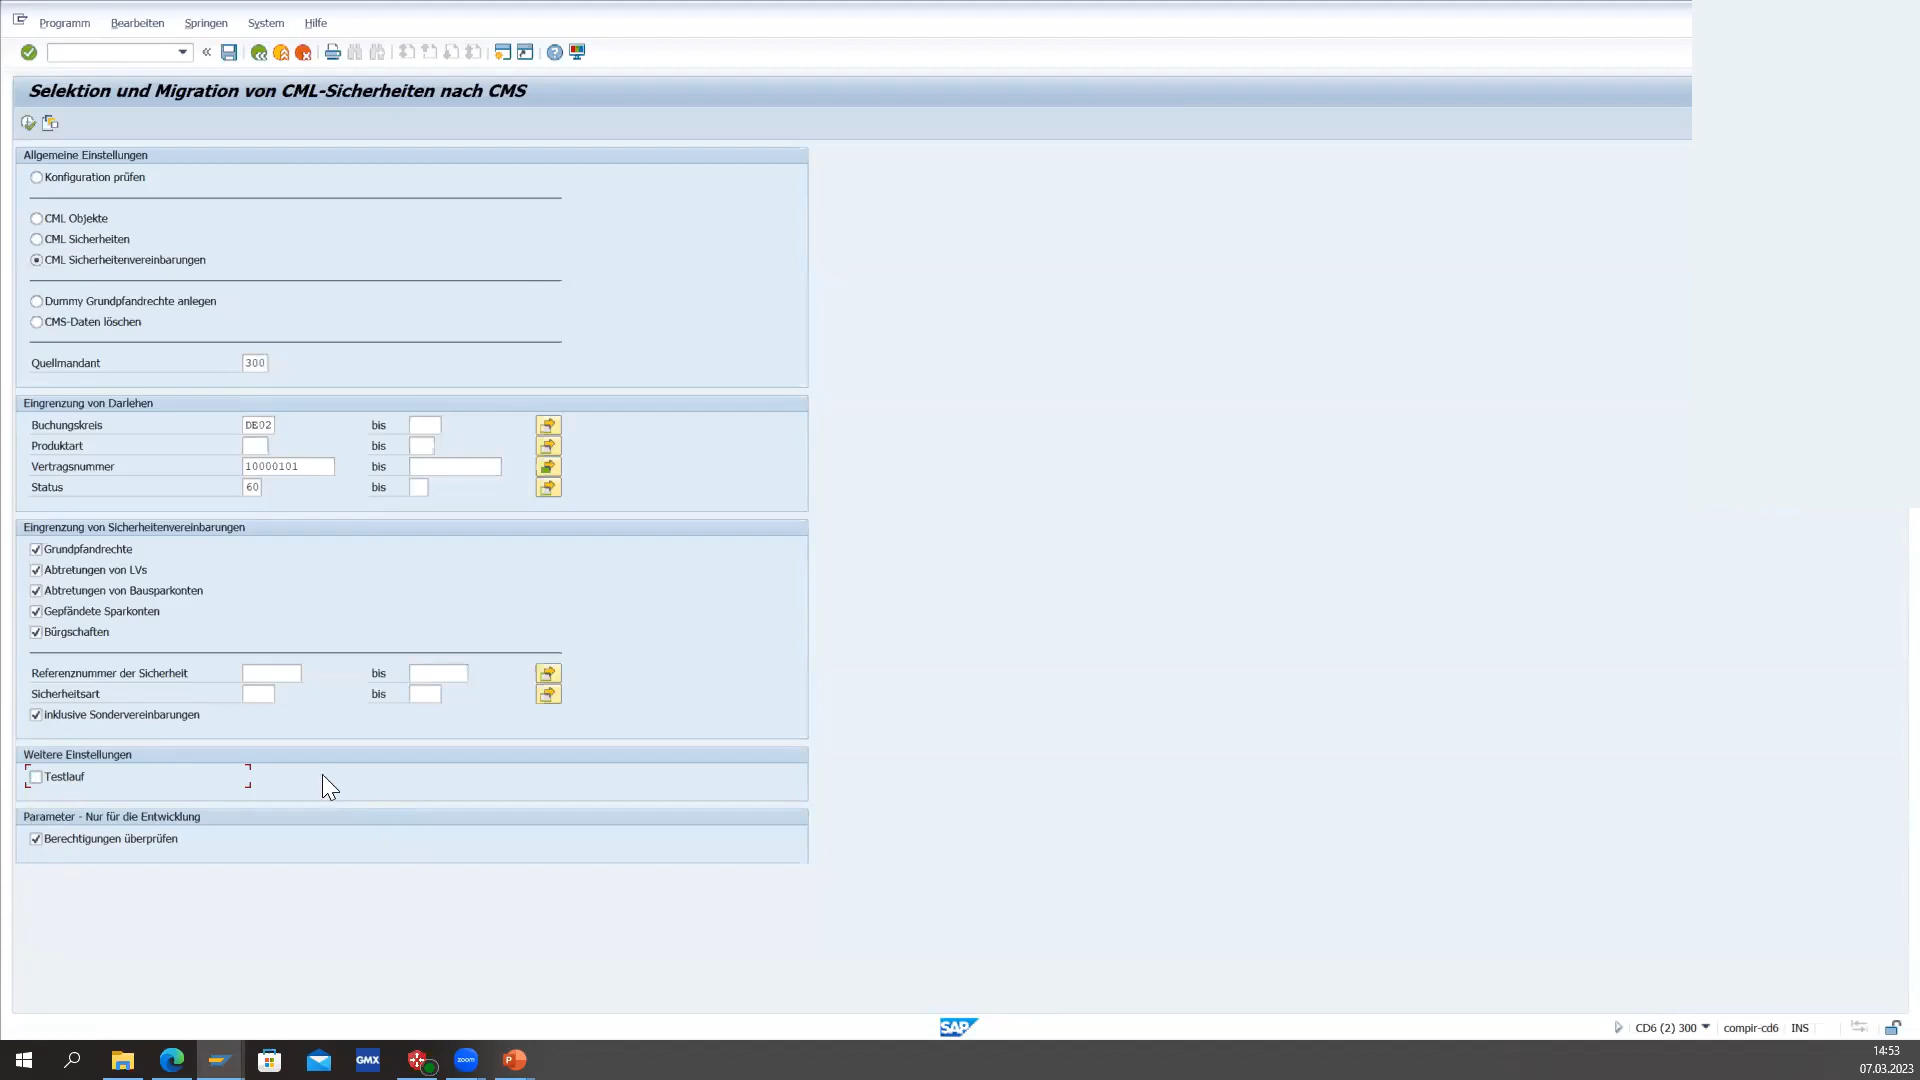 Programm Bearbeiten Springen System Hilfe
Selektion und Migration von CML-Sicherheiten nach CMS
Allgemeine Einstellungen
Konfiguration prüfen
CML Objekte
CML Sicherheiten
CML Sicherheitenvereinbarungen
Dummy Grundpfandrechte anlegen
CMS-Daten löschen
Quellmandant 300
Eingrenzung von Darlehen
Buchungskreis DE02 bis
Produktart bis
Vertragsnummer 10000101 bis
Status 60 bis
Eingrenzung von Sicherheitenvereinbarungen
Grundpfandrechte
Abtretungen von LVs
Abtretungen von Bausparkonten
Gepfändete Sparkonten
Bürgschaften
Referenznummer der Sicherheit bis
Sicherheitsart bis
inklusive Sondervereinbarungen
Weitere Einstellungen
Testlauf
Parameter - Nur für die Entwicklung
Berechtigungen überprüfen
SAP CD6 (2) 300 compir-cd6 INS
GMX zoom P 14:53
07.03.2023